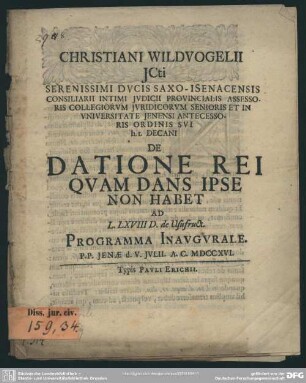 CHRISTIANI WILDVOGELII
JCti
SERENISSIMI DVCIS SAXO-ISENACENSIS
CONSILIARII INTIMI JVDICII PROVINCIALIS ASSESSO-
RIS COLLEGIORVM JVRIDICORVM SENIORIS ET IN
VNIVERSITATE JENENSI ANTECESSO-
RIS ORDINIS SVI
h. t. DECANI
DE
DATIONE REI
QVAM DANS IPSE
NON HABET
AD
L. LXVIII D. de Usufruct.
PROGRAMMA INAVGVRALE.
P.P. JENÆ d. V. JVLII. A. C. MDCCXVI.
Typis PAVLI EHRICHII.
Diss. jur. civ.
159, 34